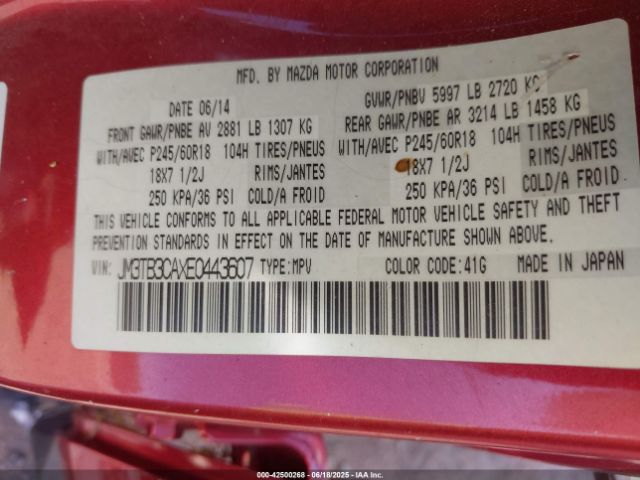 MFD. BY MAZDA MOTOR CORPORATION
DATE 06/14 GVWR/PNBV 5997 LB 2720 KG
FRONT GAWR/PNBE AV 2881 LB 1307 KG REAR GAWR/PNBE AR 3214 LB 1458 KG
WITH/AVEC P245/60R18 104H TIRES/PNEUS WITH/AVEC P245/60R18 104H TIRES/PNEUS
18X7 1/2J RIMS/JANTES 18X7 1/2J RIMS/JANTES
250 KPA/36 PSI COLD/A FROID 250 KPA/36 PSI COLD/A FROID
THIS VEHICLE CONFORMS TO ALL APPLICABLE FEDERAL MOTOR VEHICLE SAFETY AND THEFT
PREVENTION STANDARDS IN EFFECT ON THE DATE OF MANUFACTURE SHOWN ABOVE.
VIN: JM3TB3CAXE0443607 TYPE:MPV COLOR CODE:41G MADE IN JAPAN
000-42500268 - 06/18/2025 - IAA Inc.